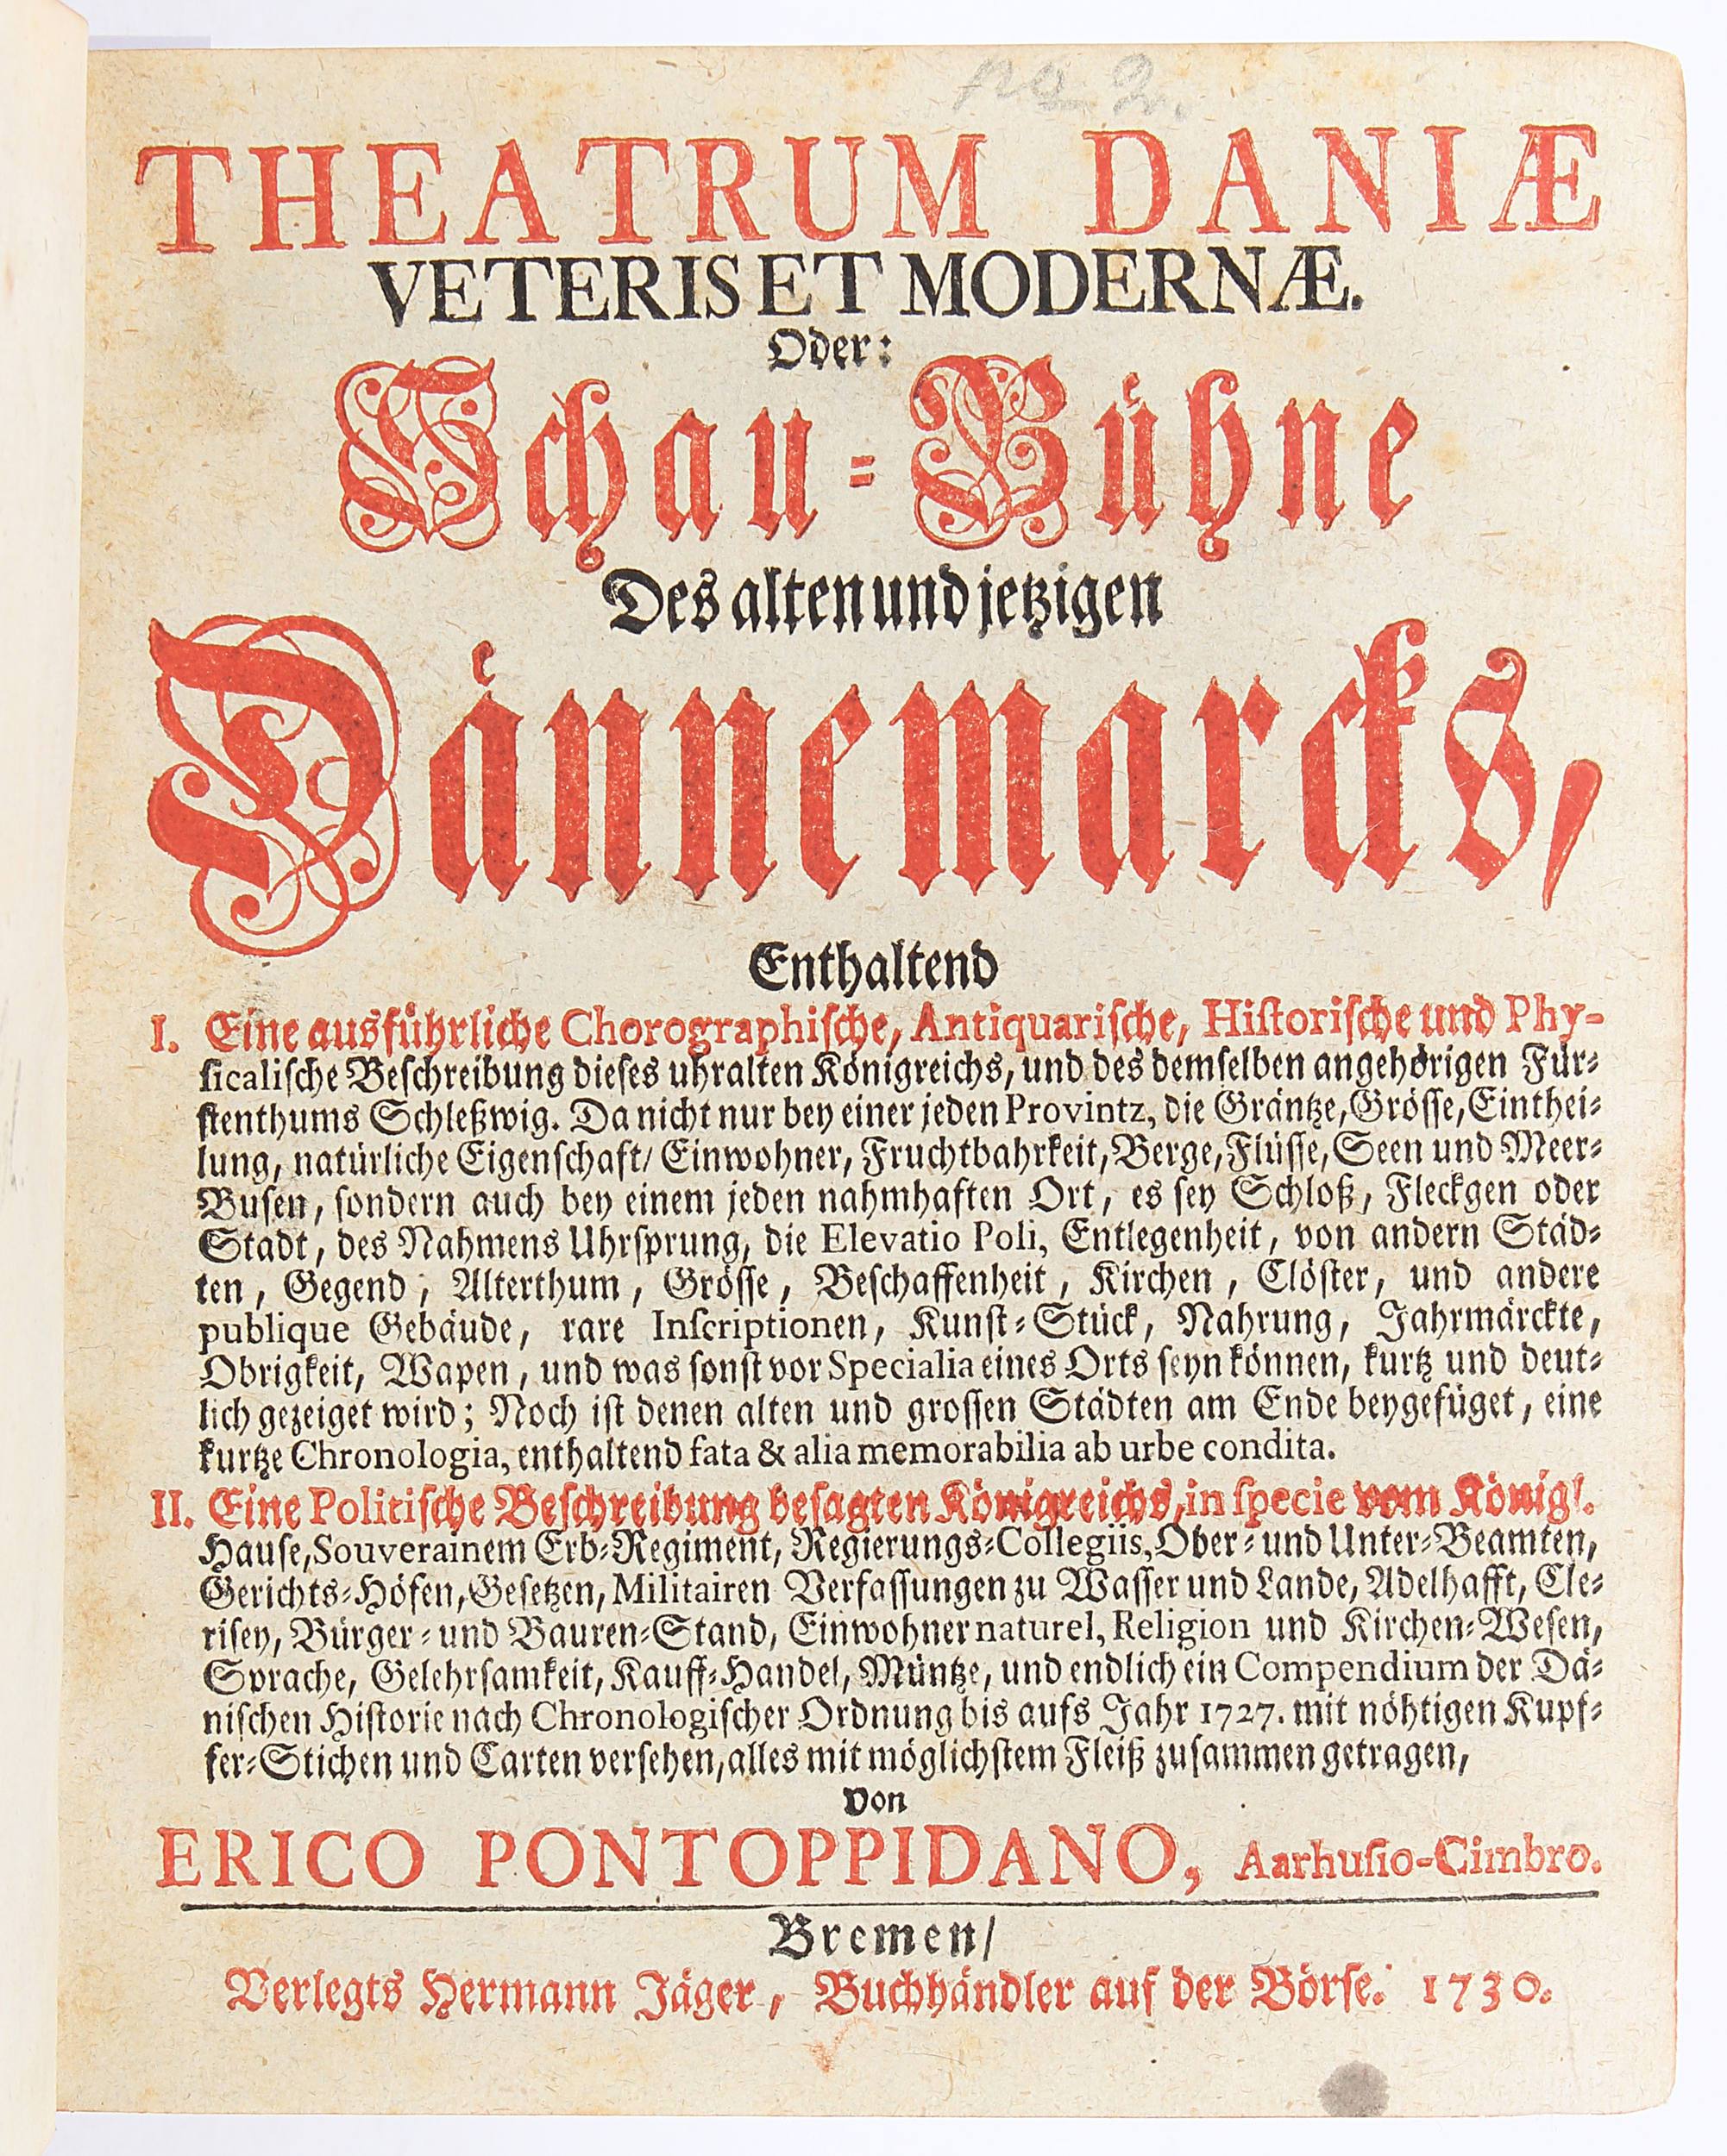 no 2.
THEATRUM DANIÆ
VETERIS ET MODERNÆ.
Oder:
Schau-Bühne
Des alten und jetzigen
Dännemarcks,
Enthaltend
I. Eine ausführliche Chorographische, Antiquarische, Historische und Phy-
sicalische Beschreibung dieses uhralten Königreichs, und des demselben angehörigen Für-
stenthums Schleßwig. Da nicht nur bey einer jeden Provintz, die Gräntze, Grösse, Einthei-
lung, natürliche Eigenschaft/ Einwohner, Fruchtbahrkeit, Berge, Flüsse, Seen und Meer-
Busen, sondern auch bey einem jeden nahmhaften Ort, es sey Schloß, Fleckgen oder
Stadt, des Nahmens Uhrsprung, die Elevatio Poli, Entlegenheit, von andern Städ-
ten, Gegend, Alterthum, Grösse, Beschaffenheit, Kirchen, Clöster, und andere
publique Gebäude, rare Inscriptionen, Kunst-Stück, Nahrung, Jahrmärckte,
Obrigkeit, Wapen, und was sonst vor Specialia eines Orts seyn können, kurtz und deut-
lich gezeiget wird; Noch ist denen alten und grossen Städten am Ende beygefüget, eine
kurtze Chronologia, enthaltend fata & alia memorabilia ab urbe condita.
II. Eine Politische Beschreibung besagten Königreichs, in specie vom Königl.
Hause, Souverainem Erb-Regiment, Regierungs-Collegiis, Ober- und Unter-Beamten,
Gerichts-Höfen, Gesetzen, Militairen Verfassungen zu Wasser und Lande, Adelhafft, Cle-
risey, Bürger- und Bauren-Stand, Einwohner naturel, Religion und Kirchen-Wesen,
Sprache, Gelehrsamkeit, Kauff-Handel, Müntze, und endlich ein Compendium der Dä-
nischen Historie nach Chronologischer Ordnung bis aufs Jahr 1727. mit nöhtigen Kupf-
fer-Stichen und Carten versehen, alles mit möglichstem Fleiß zusammen getragen,
von
ERICO PONTOPPIDANO, Aarhusio-Cimbro.
Bremen/
Verlegts Hermann Jäger, Buchhändler auf der Börse. 1730.